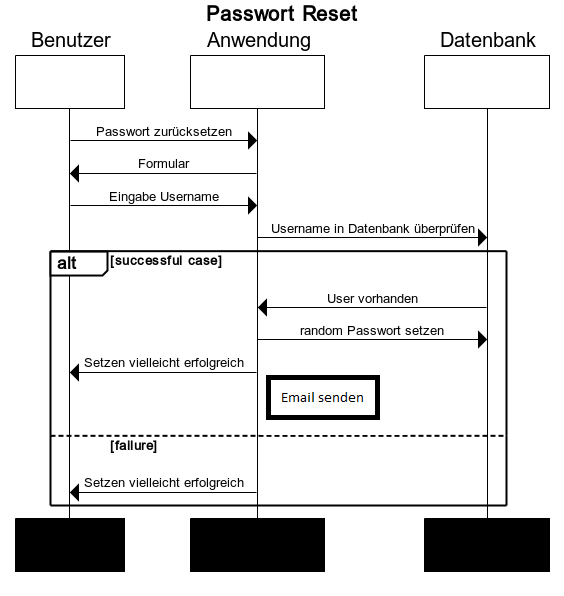 Passwort Reset
Benutzer Anwendung Datenbank
Passwort zurücksetzen
Formular
Eingabe Username
Username in Datenbank überprüfen
alt [successful case]
User vorhanden
random Passwort setzen
Setzen vielleicht erfolgreich
Email senden
[failure]
Setzen vielleicht erfolgreich